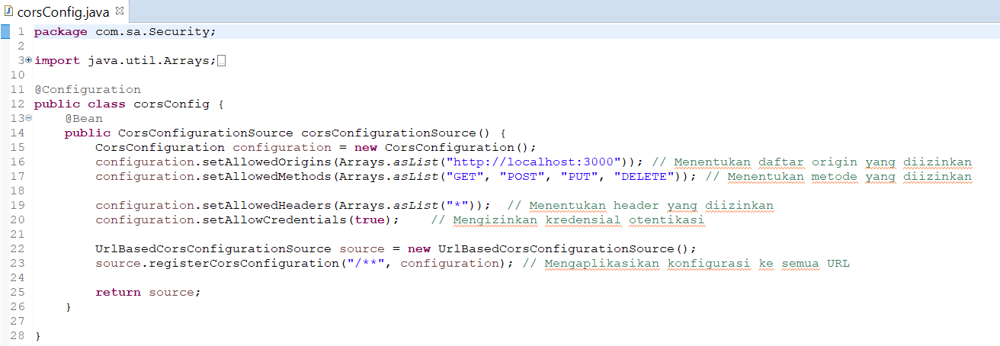 corsConfig.java
1 package com.sa.Security;
2
3 import java.util.Arrays;
10
11 @Configuration
12 public class corsConfig {
13 @Bean
14 public CorsConfigurationSource corsConfigurationSource() {
15 CorsConfiguration configuration = new CorsConfiguration();
16 configuration.setAllowedOrigins(Arrays.asList("http://localhost:3000")); // Menentukan daftar origin yang diizinkan
17 configuration.setAllowedMethods(Arrays.asList("GET", "POST", "PUT", "DELETE")); // Menentukan metode yang diizinkan
18
19 configuration.setAllowedHeaders(Arrays.asList("*")); // Menentukan header yang diizinkan
20 configuration.setAllowCredentials(true); // Mengizinkan kredensial otentikasi
21
22 UrlBasedCorsConfigurationSource source = new UrlBasedCorsConfigurationSource();
23 source.registerCorsConfiguration("/**", configuration); // Mengaplikasikan konfigurasi ke semua URL
24
25 return source;
26 }
27
28 }